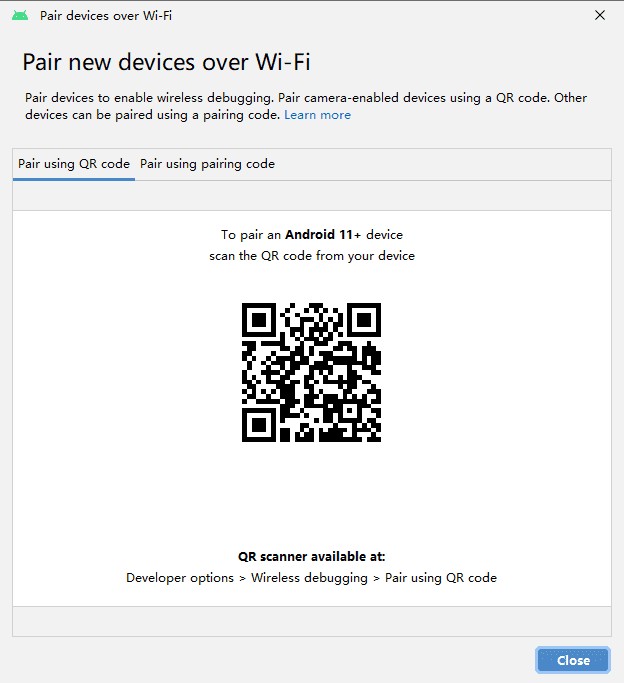 Pair devices over Wi-Fi
Pair new devices over Wi-Fi
Pair devices to enable wireless debugging. Pair camera-enabled devices using a QR code. Other
devices can be paired using a pairing code. Learn more
Pair using QR code Pair using pairing code
To pair an Android 11+ device
scan the QR code from your device
QR scanner available at:
Developer options > Wireless debugging > Pair using QR code
Close